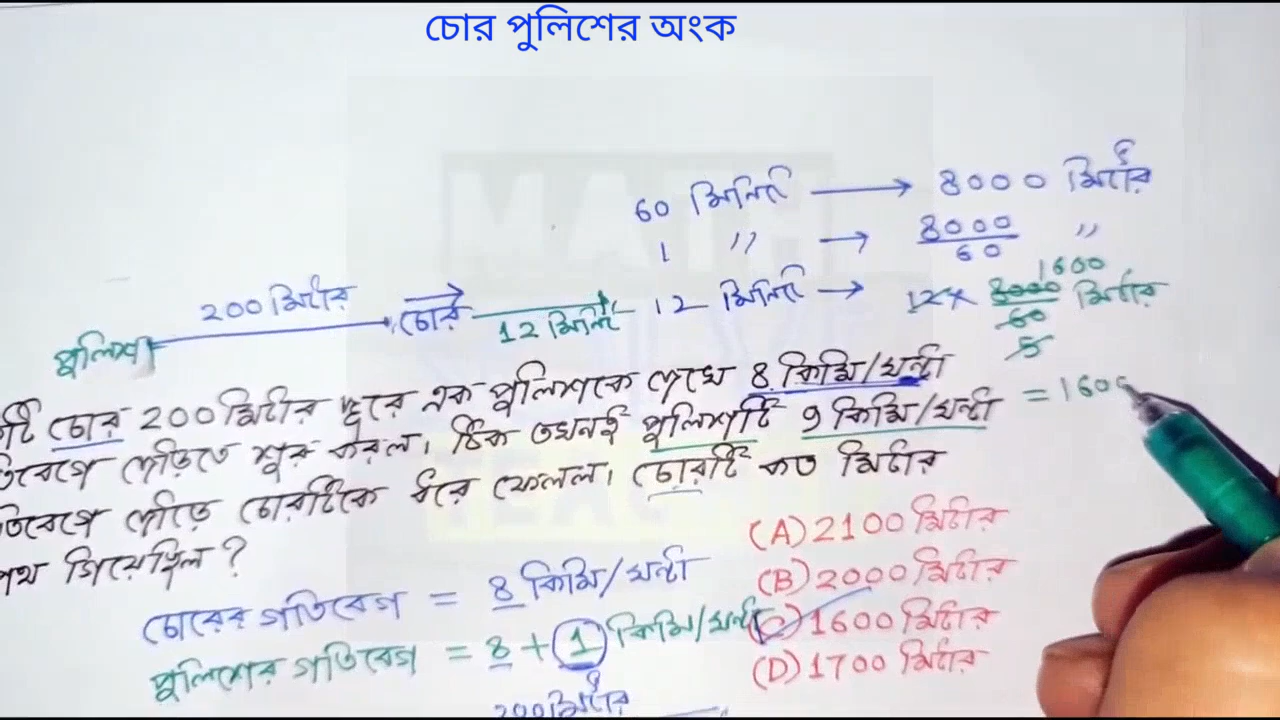 চোর পুলিশের অংক
60 মিনিটে → 8000 মিটার
1 " → 8000/60 "
200 মিটার
পুলিশ চোর 12 মিনিট
12 মিনিটে → 12 × 8000/60 মিটার
1600
5
টি চোর 200 মিটার দূরে এক পুলিশকে দেখে 8 কিমি/ঘন্টা
তিবেগে দৌড়াতে শুরু করল। ঠিক তখনই পুলিশটি 9 কিমি/ঘন্টা
= 1600
তিবেগে দৌড়ে চোরটিকে ধরে ফেলল। চোরটি কত মিটার
পথ গিয়েছিল?
(A) 2100 মিটার
(B) 2000 মিটার
(C) 1600 মিটার
(D) 1700 মিটার
চোরের গতিবেগ = 8 কিমি/ঘন্টা
পুলিশের গতিবেগ = 8 + 1 কিমি/ঘন্টা
200 মিটার
MATH